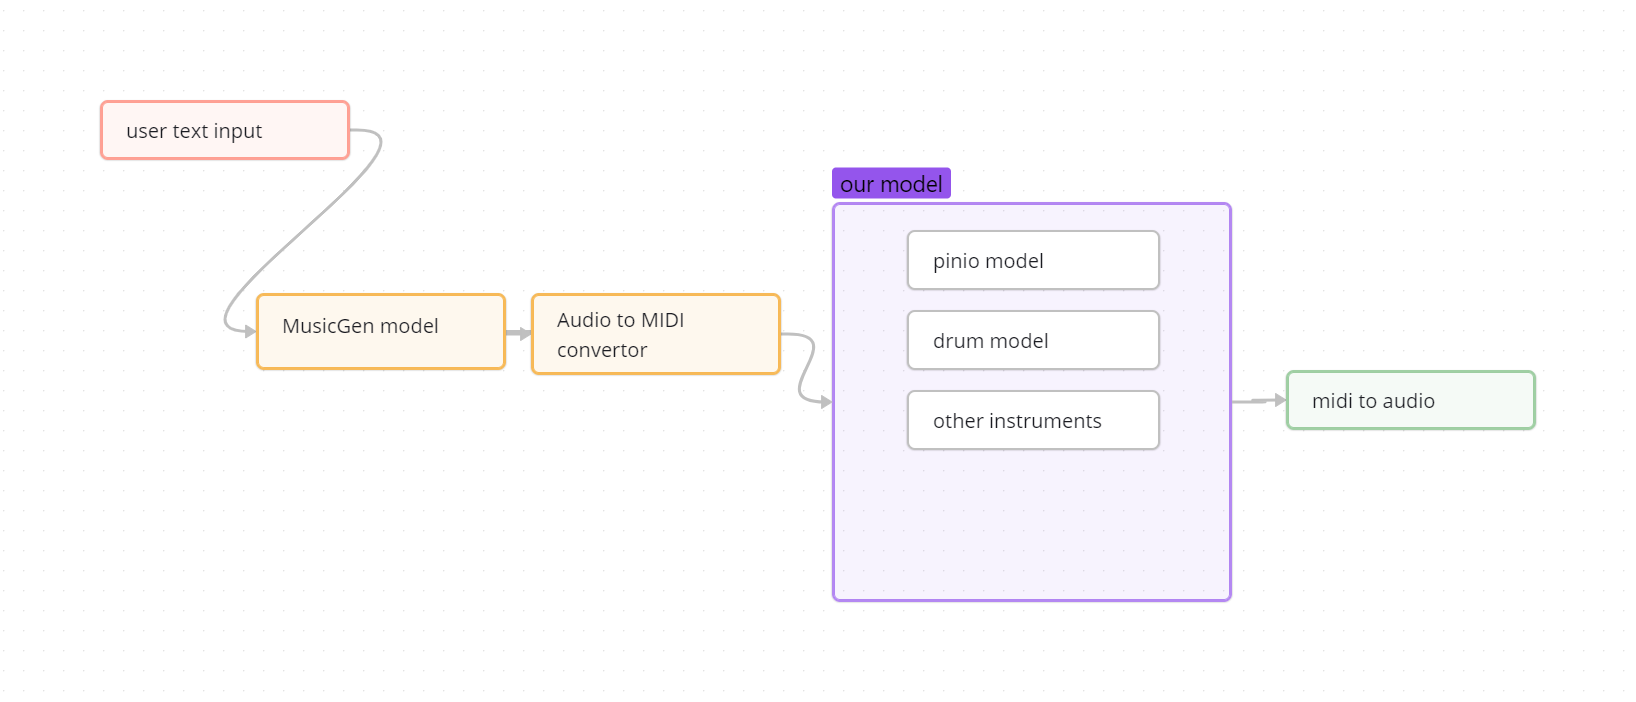 user text input
MusicGen model
Audio to MIDI
convertor
our model
pinio model
drum model
other instruments
midi to audio